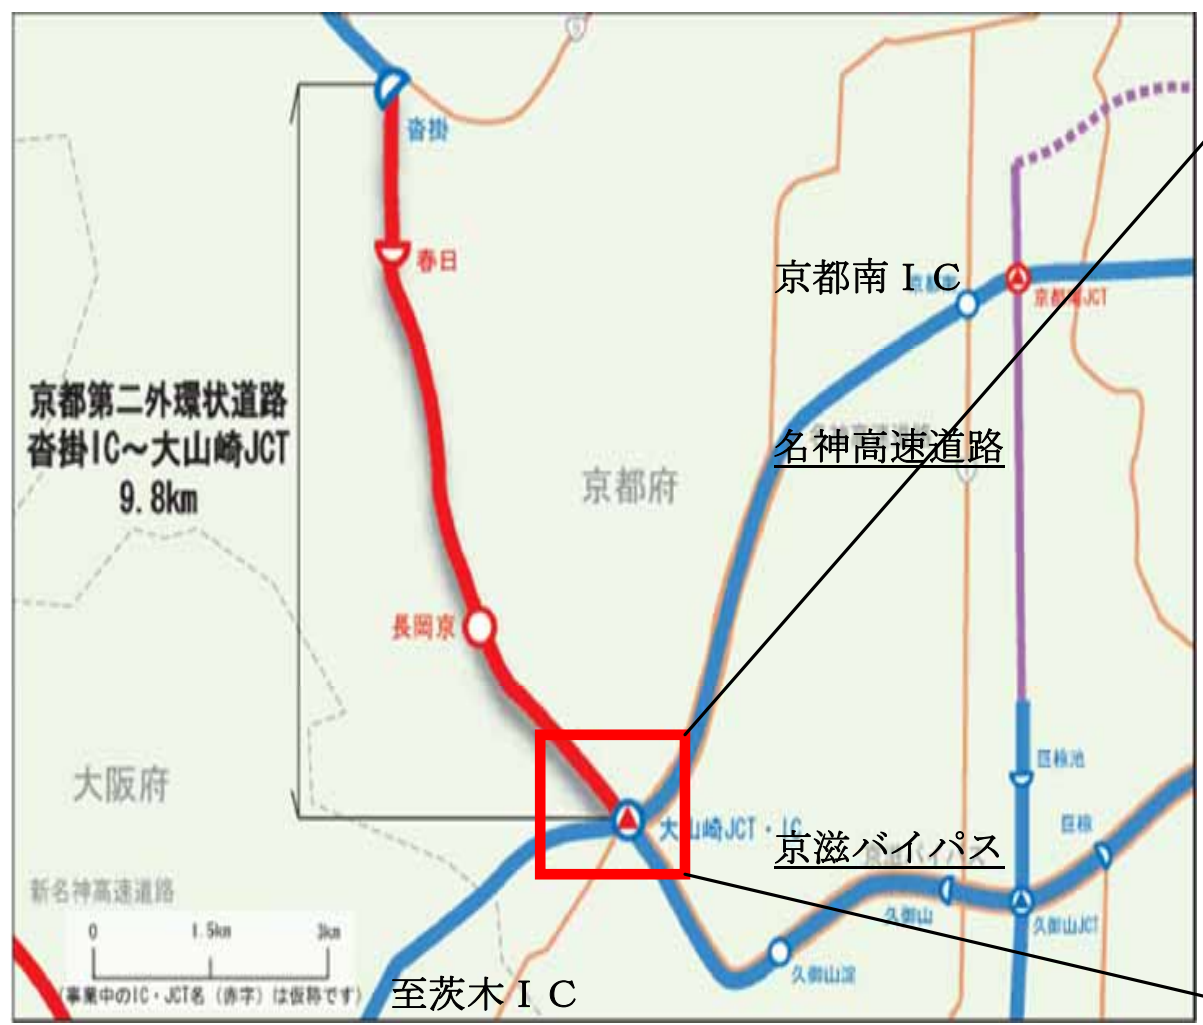 沓掛
春日
京都南ＩＣ
京都南JCT
京都第二外環状道路
沓掛IC～大山崎JCT
9.8km
名神高速道路
京都府
長岡京
巨椋池
大阪府
大山崎JCT・IC
巨椋
京滋バイパス
新名神高速道路
久御山
久御山JCT
0 1.5km 3km
久御山淀
(事業中のIC・JCT名（赤字）は仮称です)
至茨木ＩＣ